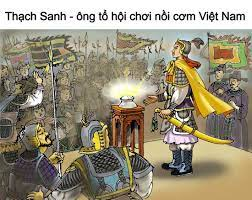 Thạch Sanh - ông tổ hội chơi nồi cơm Việt Nam